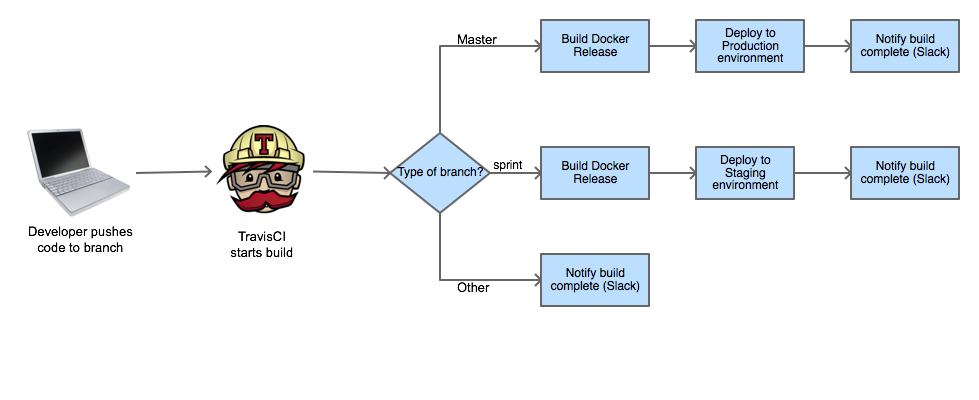 Master
Build Docker
Release
Deploy to
Production
environment
Notify build
complete (Slack)
T
Developer pushes
code to branch
TravisCI
starts build
Type of branch?
sprint
Build Docker
Release
Deploy to
Staging
environment
Notify build
complete (Slack)
Other
Notify build
complete (Slack)